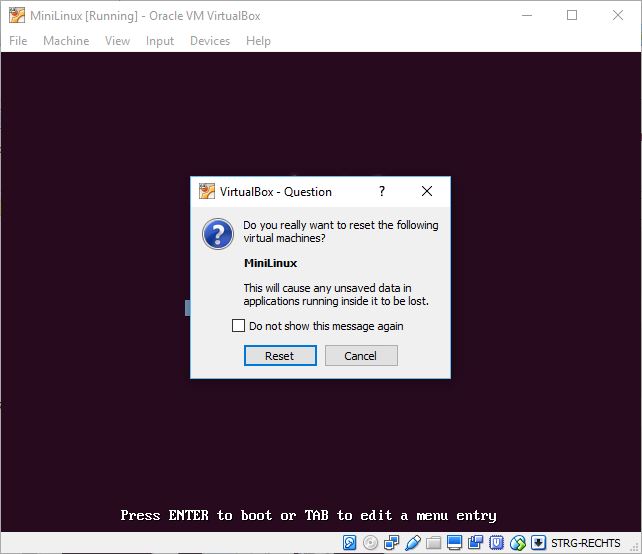 MiniLinux [Running] - Oracle VM VirtualBox
File Machine View Input Devices Help
VirtualBox - Question ?
Do you really want to reset the following
virtual machines?
MiniLinux
This will cause any unsaved data in
applications running inside it to be lost.
Do not show this message again
Reset Cancel
Press ENTER to boot or TAB to edit a menu entry
STRG-RECHTS